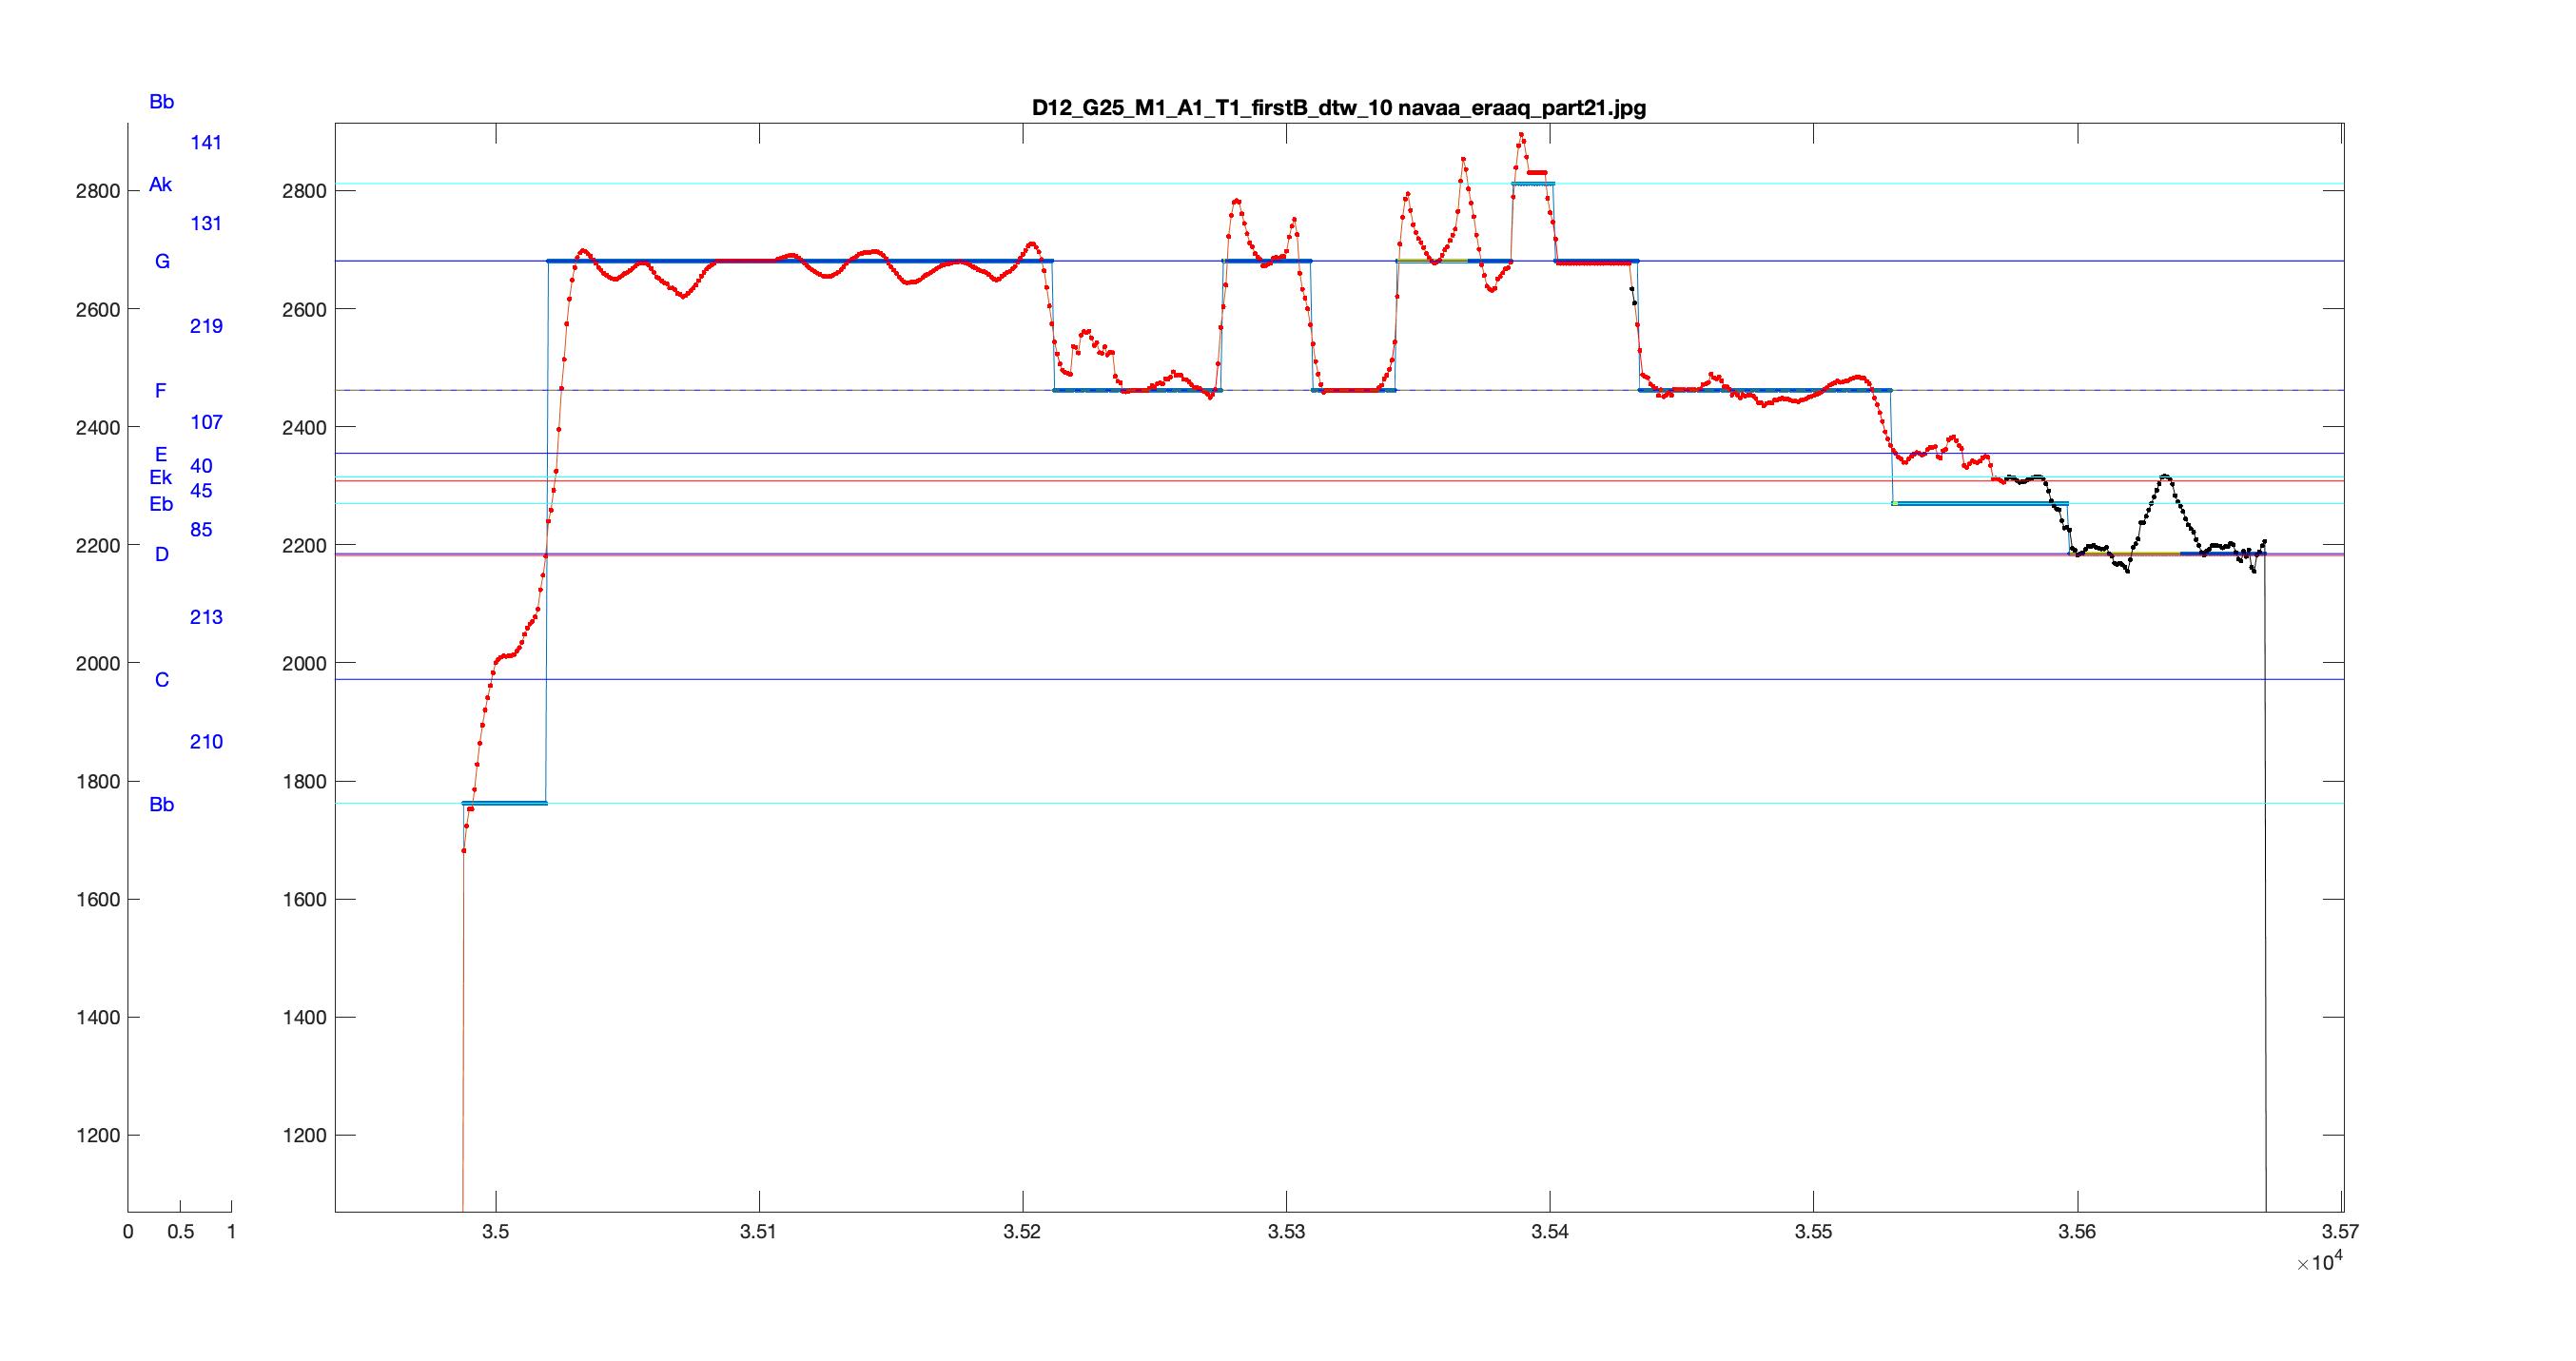 D12_G25_M1_A1_T1_firstB_dtw_10 navaa_eraaq_part21.jpg
Bb
141
2800 Ak 2800
131
G
2600 2600
219
F
2400 107 2400
E
40
Ek
45
Eb
85
2200 D 2200
213
2000 2000
C
210
1800 1800
Bb
1600 1600
1400 1400
1200 1200
0 0.5 1 3.5 3.51 3.52 3.53 3.54 3.55 3.56 3.57
×10⁴